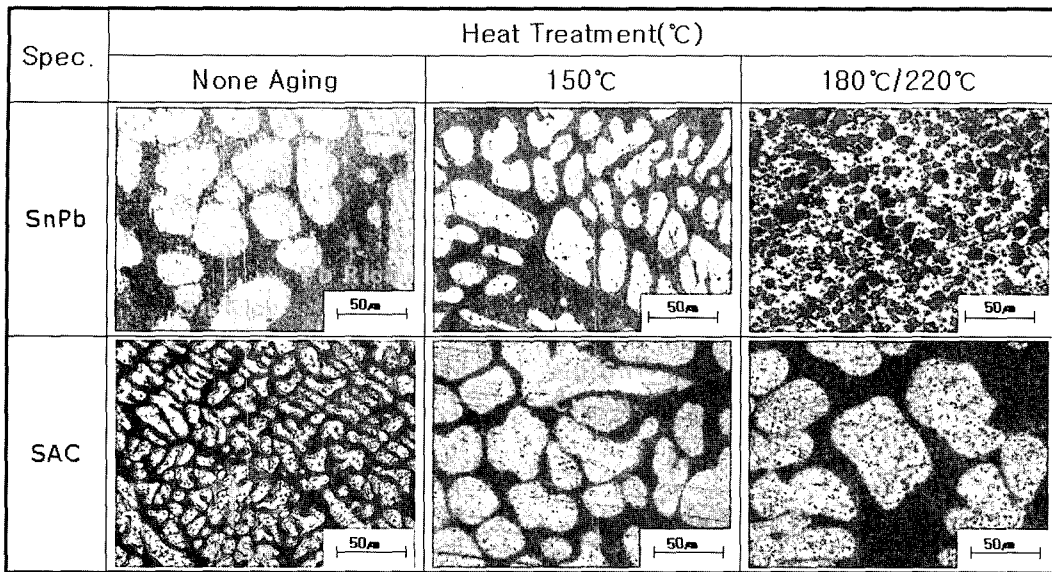 Spec.
Heat Treatment(℃)
None Aging
150℃
180℃/220℃
SnPb
50㎛
50㎛
50㎛
SAC
50㎛
50㎛
50㎛